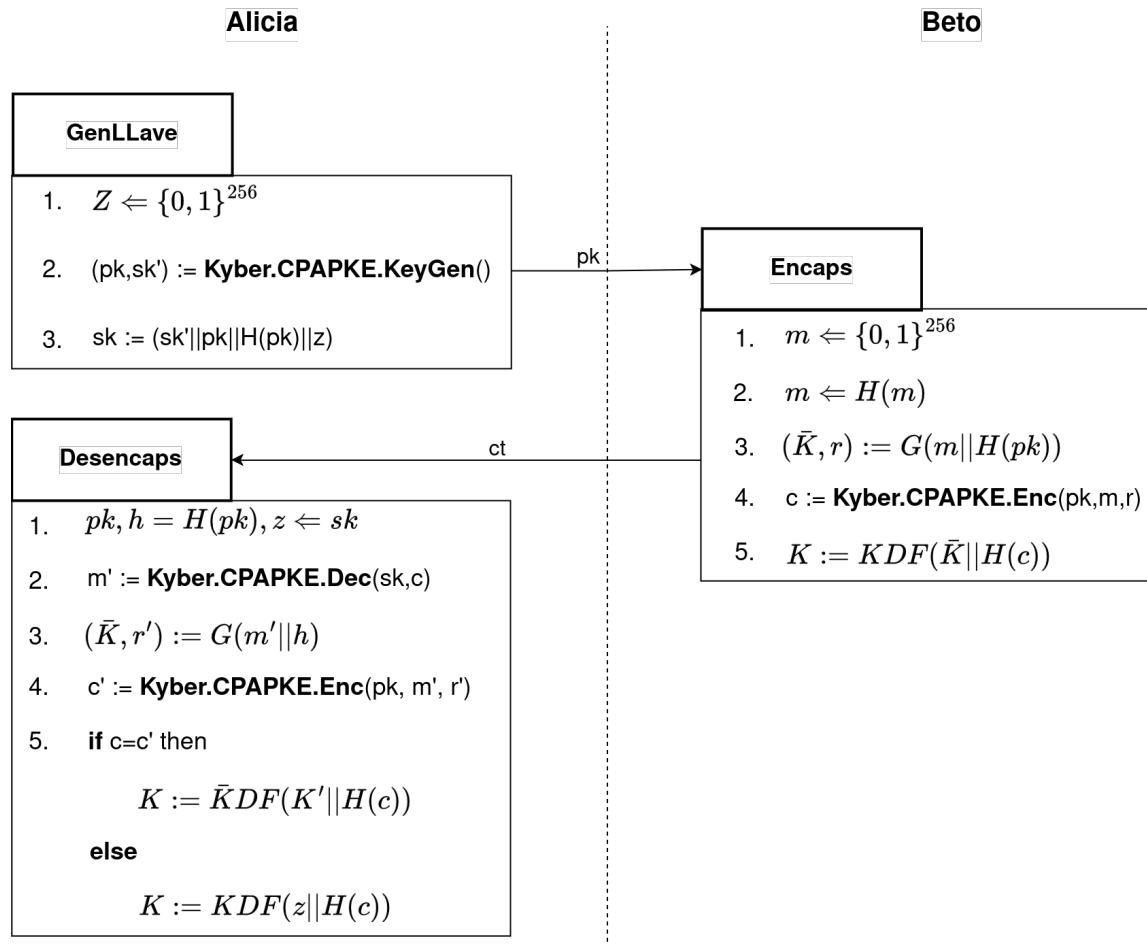 Alicia
Beto
GenLLave
1. Z ⇐ {0, 1}^256
2. (pk,sk') := Kyber.CPAPKE.KeyGen()
3. sk := (sk'||pk||H(pk)||z)
pk
Encaps
1. m ⇐ {0, 1}^256
2. m ⇐ H(m)
3. (K̄, r) := G(m||H(pk))
4. c := Kyber.CPAPKE.Enc(pk,m,r)
5. K := KDF(K̄||H(c))
ct
Desencaps
1. pk, h = H(pk), z ⇐ sk
2. m' := Kyber.CPAPKE.Dec(sk,c)
3. (K̄, r′) := G(m′||h)
4. c' := Kyber.CPAPKE.Enc(pk, m', r')
5. if c=c' then
K := K̄DF(K′||H(c))
else
K := KDF(z||H(c))